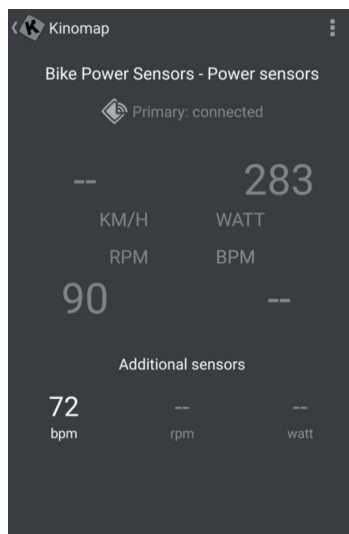 Kinomap
Bike Power Sensors - Power sensors
Primary: connected
-- 283
KM/H WATT
RPM BPM
90 --
Additional sensors
72 -- --
bpm rpm watt